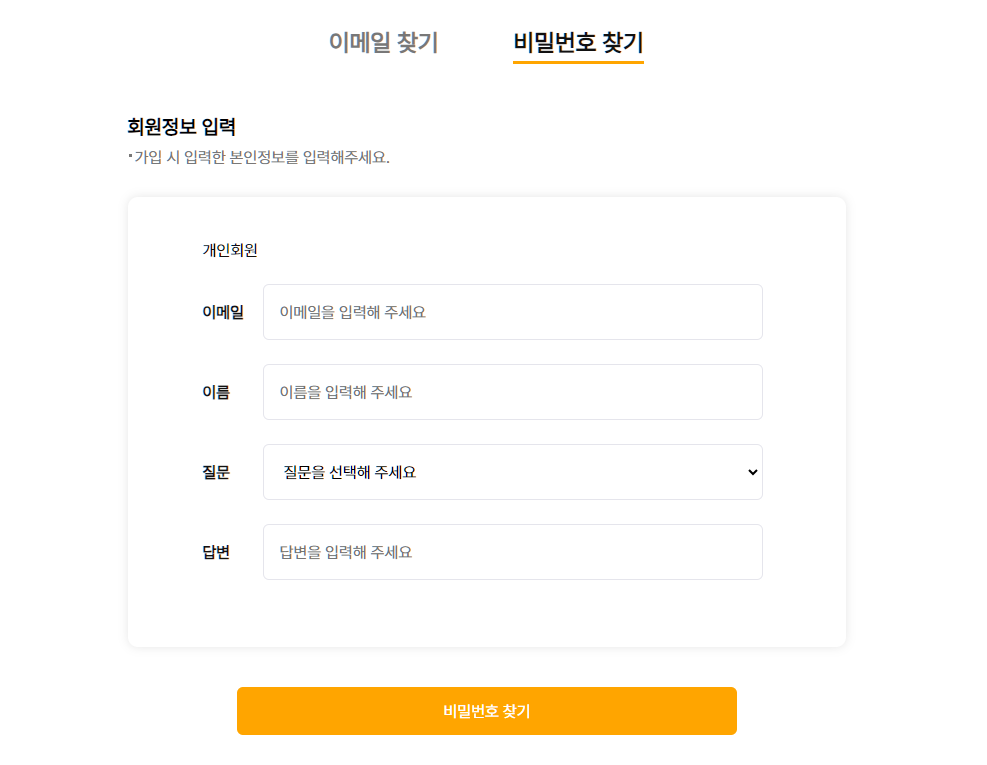 이메일 찾기 비밀번호 찾기
회원정보 입력
·가입 시 입력한 본인정보를 입력해주세요.
개인회원
이메일 이메일을 입력해 주세요
이름 이름을 입력해 주세요
질문 질문을 선택해 주세요
답변 답변을 입력해 주세요
비밀번호 찾기